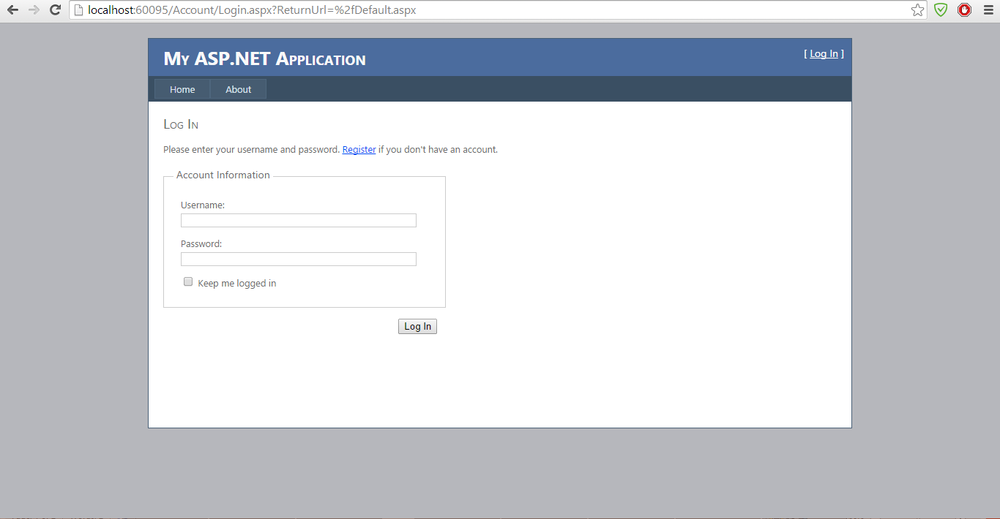 localhost:60095/Account/Login.aspx?ReturnUrl=%2fDefault.aspx
My ASP.NET Application
[ Log In ]
Home About
Log In
Please enter your username and password. Register if you don't have an account.
Account Information
Username:
Password:
Keep me logged in
Log In